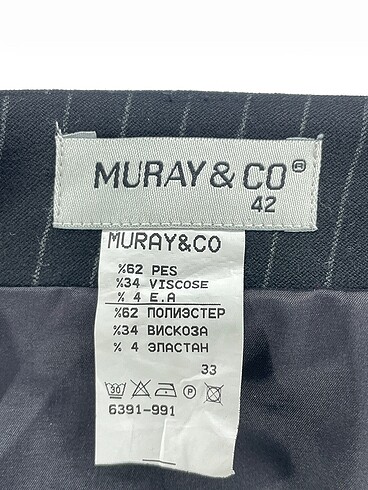 MURAY & CO®
42
MURAY&CO
%62 PES
%34 VISCOSE
% 4 E.A
%62 ПОЛИЭСТЕР
%34 ВИСКОЗА
% 4 ЭЛАСТАН
33
30 P
6391-991